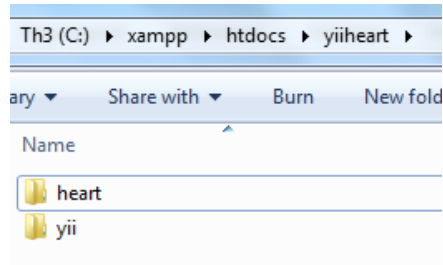 Th3 (C:) ▸ xampp ▸ htdocs ▸ yiiheart ▸
ary ▾ Share with ▾ Burn New fold
Name
heart
yii